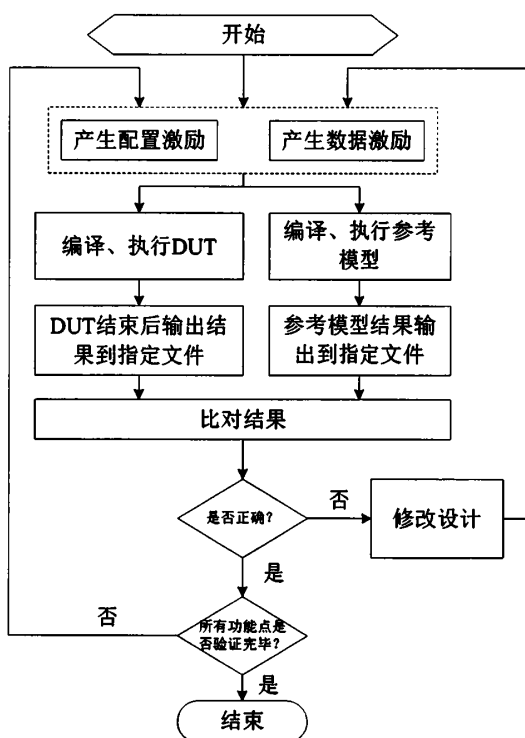 开始
产生配置激励
产生数据激励
编译、执行DUT
编译、执行参考
模型
DUT结束后输出结
果到指定文件
参考模型结果输
出到指定文件
比对结果
是否正确?
否
修改设计
是
否
所有功能点是
否验证完毕?
是
结束